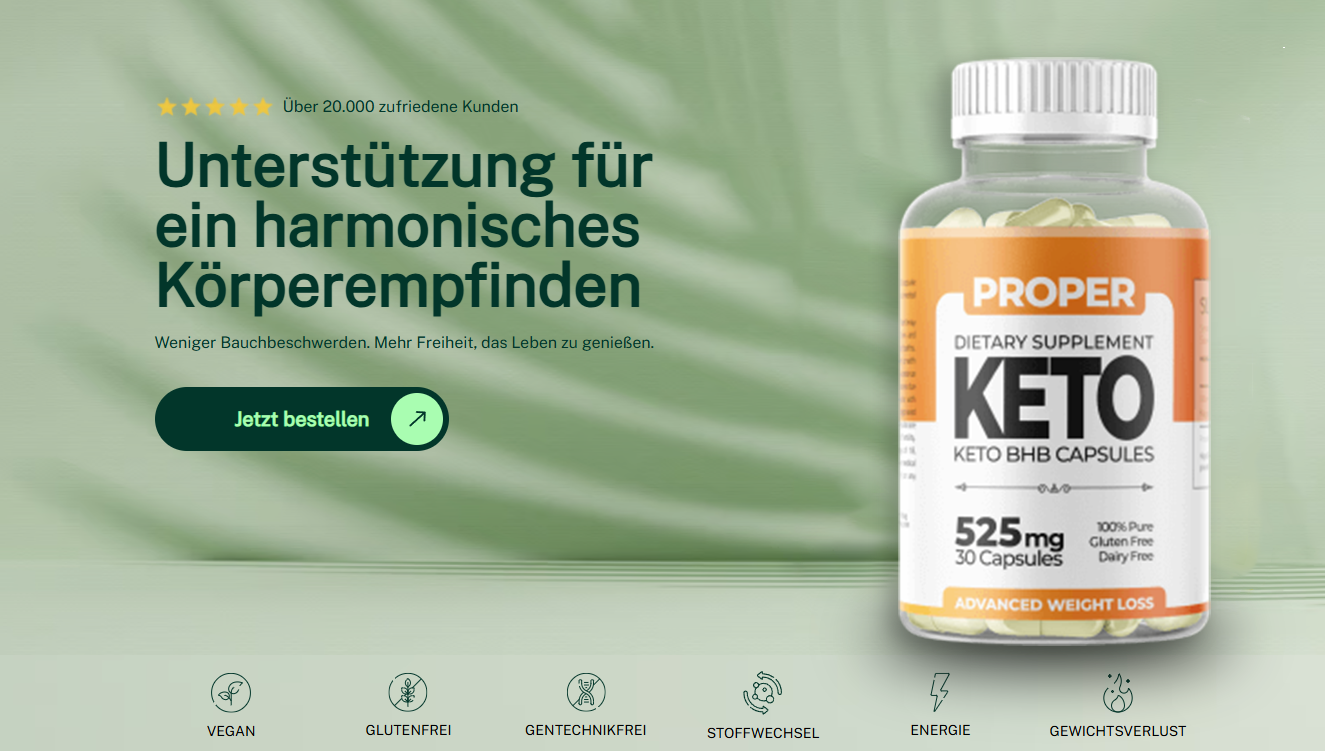 Über 20.000 zufriedene Kunden
Unterstützung für
ein harmonisches
Körperempfinden
Weniger Bauchbeschwerden. Mehr Freiheit, das Leben zu genießen.
Jetzt bestellen
PROPER
DIETARY SUPPLEMENT
KETO
KETO BHB CAPSULES
525mg
30 Capsules
100% Pure
Gluten Free
Dairy Free
ADVANCED WEIGHT LOSS
VEGAN
GLUTENFREI
GENTECHNIKFREI
STOFFWECHSEL
ENERGIE
GEWICHTSVERLUST